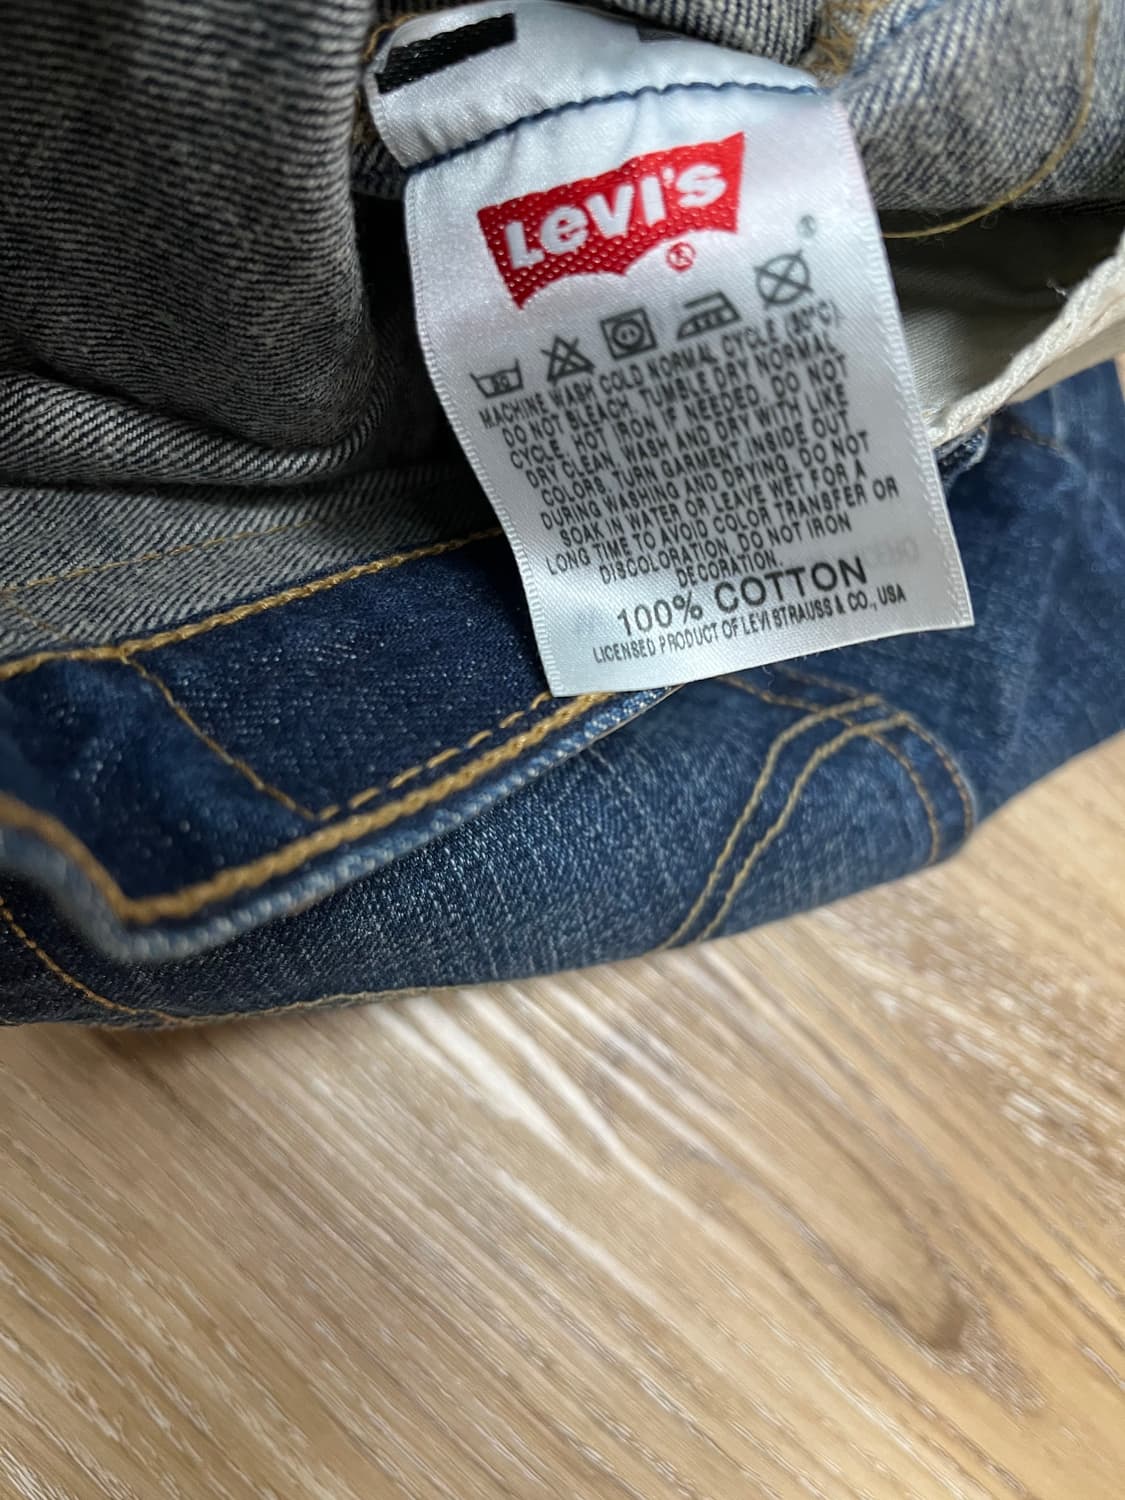 LEVI'S
®
MACHINE WASH COLD NORMAL CYCLE (30°C)
DO NOT BLEACH. TUMBLE DRY NORMAL
CYCLE. HOT IRON IF NEEDED. DO NOT
DRY CLEAN. WASH AND DRY WITH LIKE
COLORS. TURN GARMENT INSIDE OUT
DURING WASHING AND DRYING. DO NOT
SOAK IN WATER OR LEAVE WET FOR A
LONG TIME TO AVOID COLOR TRANSFER OR
DISCOLORATION. DO NOT IRON
DECORATION.
100% COTTON
LICENSED PRODUCT OF LEVI STRAUSS & CO., USA